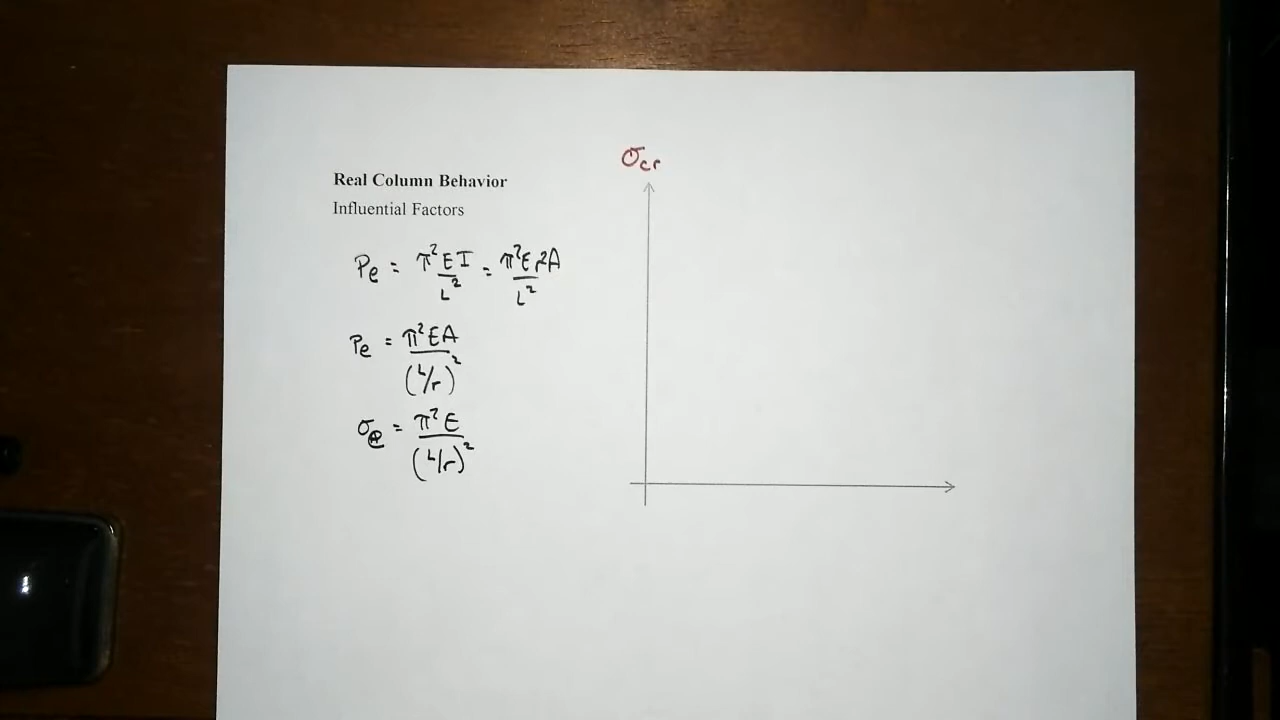 Real Column Behavior
Influential Factors
Pe = π²EI/L² = π²Er²A/L²
Pe = π²EA/(L/r)²
σe = π²E/(L/r)²
σcr